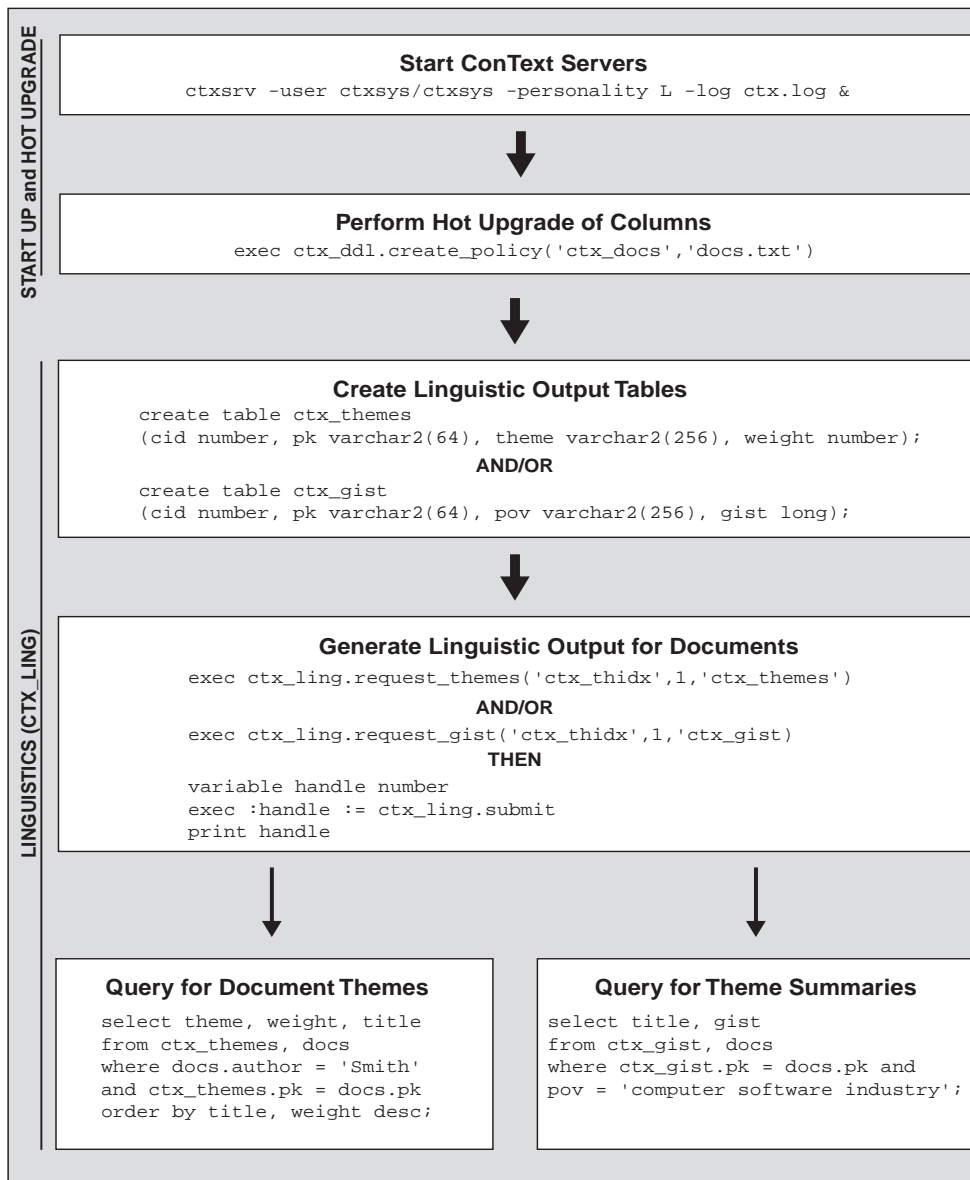 START UP and HOT UPGRADE
Start ConText Servers
ctxsrv -user ctxsys/ctxsys -personality L -log ctx.log &
Perform Hot Upgrade of Columns
exec ctx_ddl.create_policy('ctx_docs','docs.txt')
LINGUISTICS (CTX_LING)
Create Linguistic Output Tables
create table ctx_themes
(cid number, pk varchar2(64), theme varchar2(256), weight number);
AND/OR
create table ctx_gist
(cid number, pk varchar2(64), pov varchar2(256), gist long);
Generate Linguistic Output for Documents
exec ctx_ling.request_themes('ctx_thidx',1,'ctx_themes')
AND/OR
exec ctx_ling.request_gist('ctx_thidx',1,'ctx_gist)
THEN
variable handle number
exec :handle := ctx_ling.submit
print handle
Query for Document Themes
select theme, weight, title
from ctx_themes, docs
where docs.author = 'Smith'
and ctx_themes.pk = docs.pk
order by title, weight desc;
Query for Theme Summaries
select title, gist
from ctx_gist, docs
where ctx_gist.pk = docs.pk and
pov = 'computer software industry';